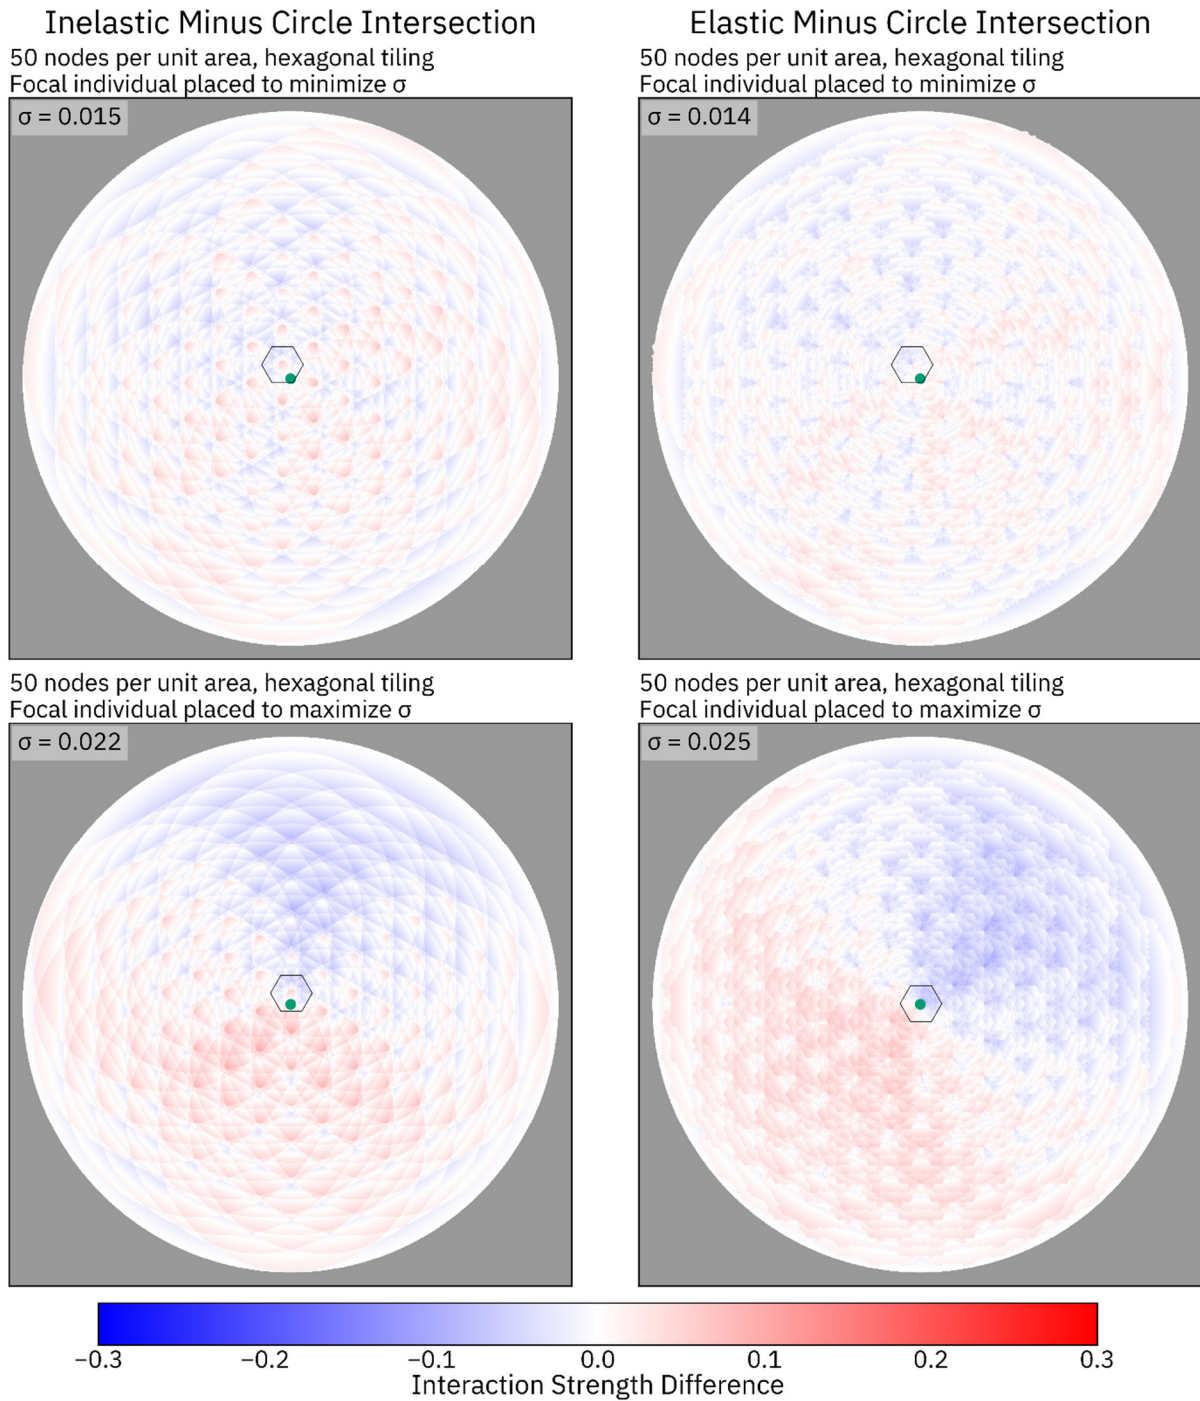 Inelastic Minus Circle Intersection
50 nodes per unit area, hexagonal tiling
Focal individual placed to minimize σ
σ = 0.015
Elastic Minus Circle Intersection
50 nodes per unit area, hexagonal tiling
Focal individual placed to minimize σ
σ = 0.014
50 nodes per unit area, hexagonal tiling
Focal individual placed to maximize σ
σ = 0.022
50 nodes per unit area, hexagonal tiling
Focal individual placed to maximize σ
σ = 0.025
−0.3 −0.2 −0.1 0.0 0.1 0.2 0.3
Interaction Strength Difference